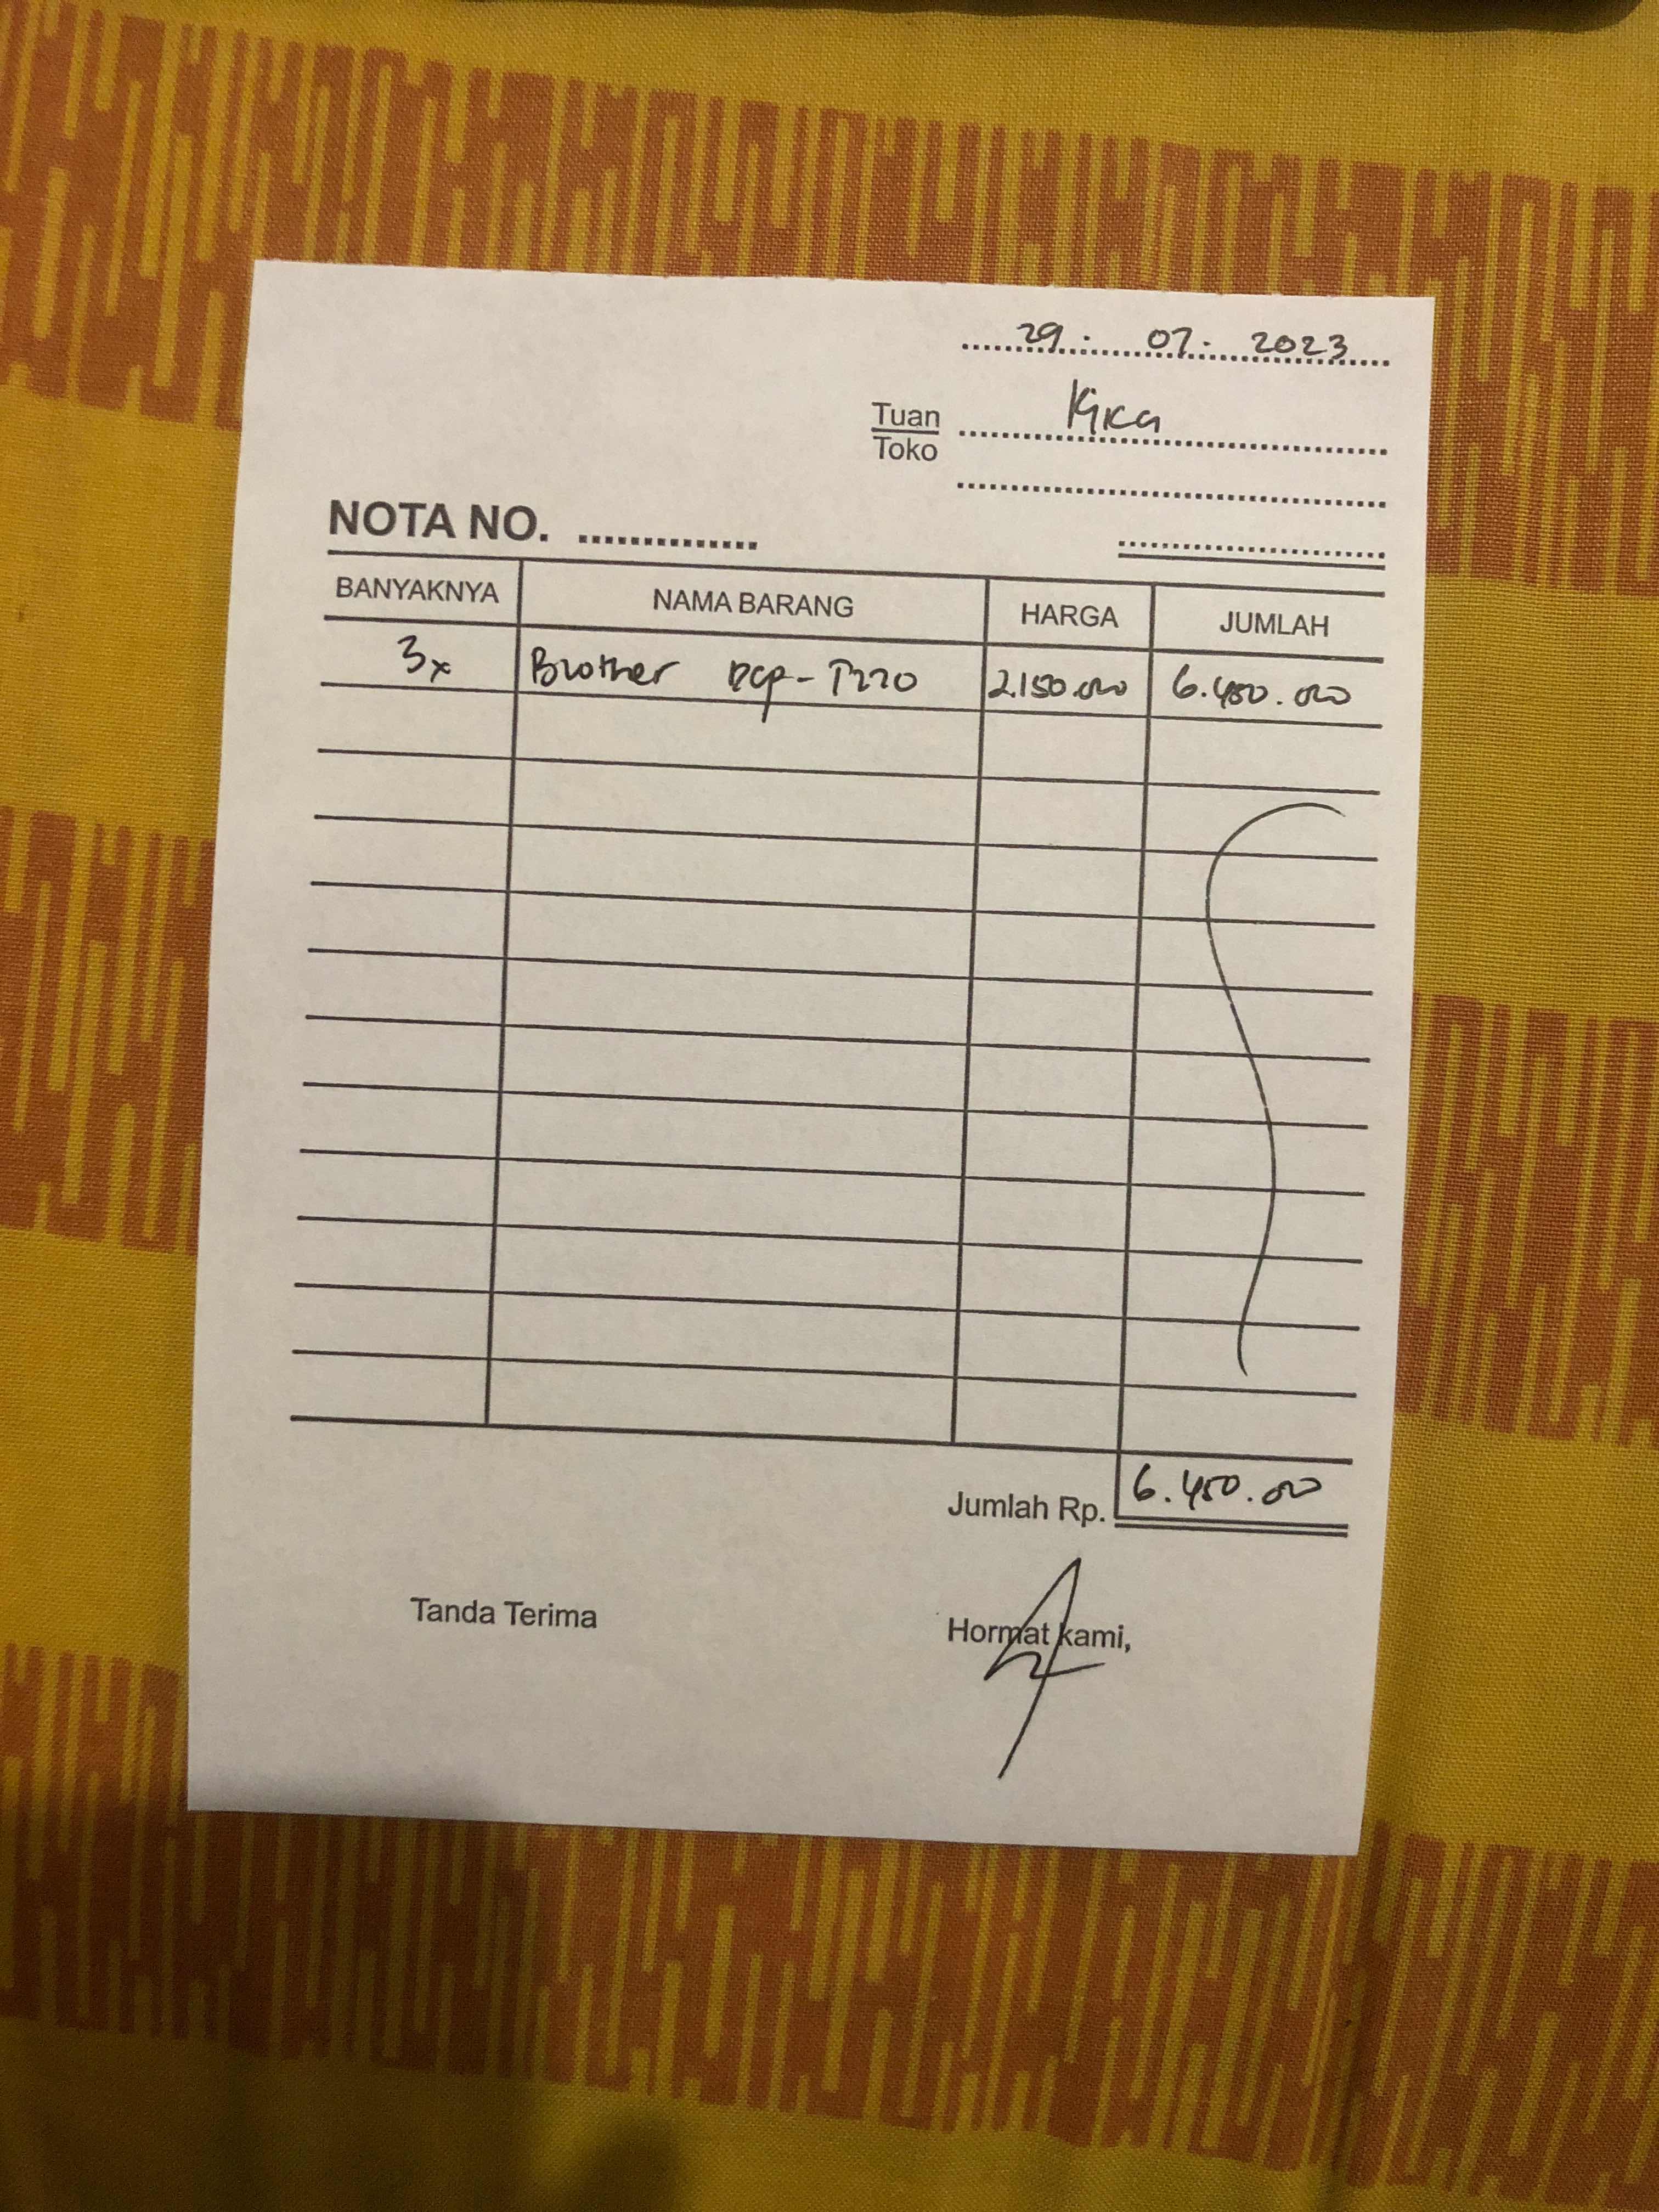 29 - 07 - 2023
Tuan
Toko
Kika
NOTA NO. ..............
BANYAKNYA NAMA BARANG HARGA JUMLAH
3x Brother DCP-T220 2.150.000 6.450.000
Jumlah Rp. 6.450.000
Tanda Terima Hormat kami,